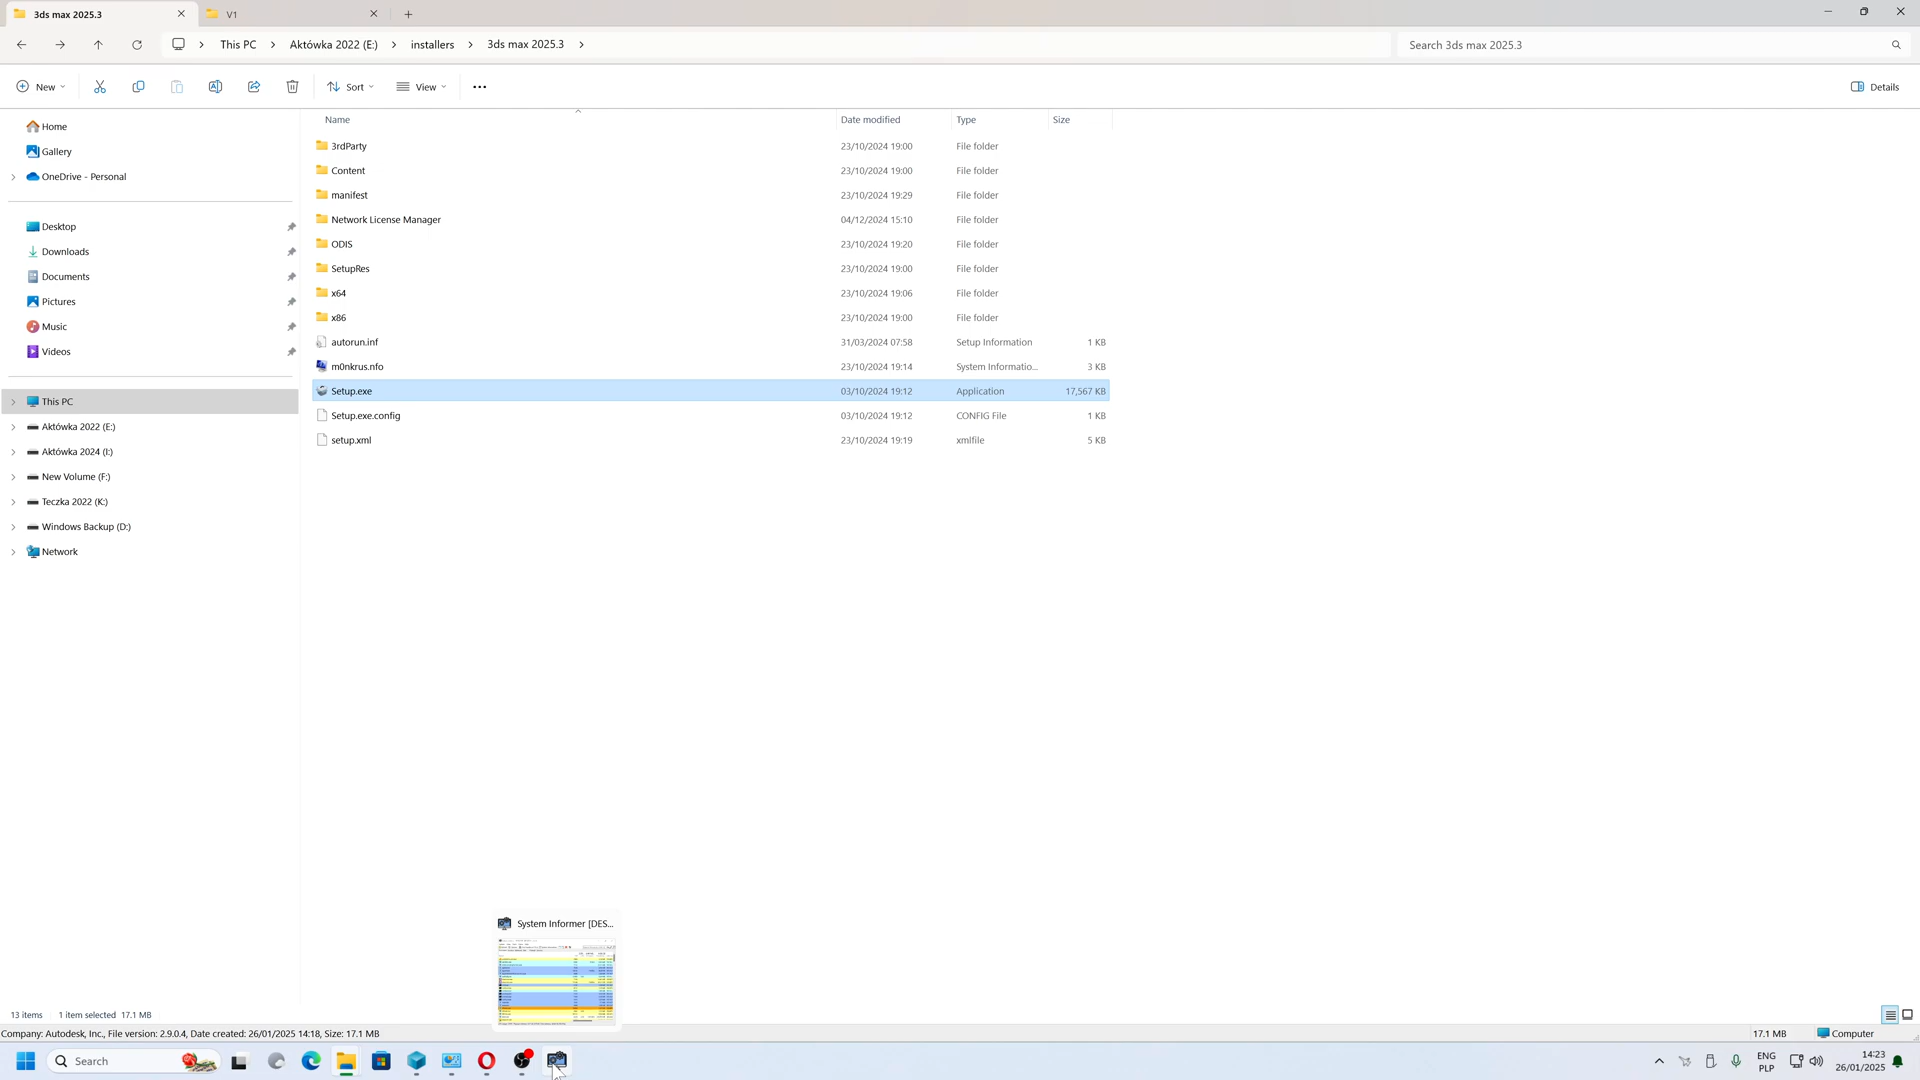 3ds max 2025.3
V1
This PC
Aktówka 2022 (E:)
installers
3ds max 2025.3
Search 3ds max 2025.3
New
Sort
View
Details
Name Date modified Type Size
Home
Gallery
OneDrive - Personal
Desktop
Downloads
Documents
Pictures
Music
Videos
This PC
Aktówka 2022 (E:)
Aktówka 2024 (I:)
New Volume (F:)
Teczka 2022 (K:)
Windows Backup (D:)
Network
3rdParty 23/10/2024 19:00 File folder
Content 23/10/2024 19:00 File folder
manifest 23/10/2024 19:29 File folder
Network License Manager 04/12/2024 15:10 File folder
ODIS 23/10/2024 19:20 File folder
SetupRes 23/10/2024 19:00 File folder
x64 23/10/2024 19:06 File folder
x86 23/10/2024 19:00 File folder
autorun.inf 31/03/2024 07:58 Setup Information 1 KB
m0nkrus.nfo 23/10/2024 19:14 System Informatio... 3 KB
Setup.exe 03/10/2024 19:12 Application 17,567 KB
Setup.exe.config 03/10/2024 19:12 CONFIG File 1 KB
setup.xml 23/10/2024 19:19 xmlfile 5 KB
System Informer [DES...
13 items 1 item selected 17.1 MB
Company: Autodesk, Inc., File version: 2.9.0.4, Date created: 26/01/2025 14:18, Size: 17.1 MB
17.1 MB
Computer
Search
ENG
PLP
14:23
26/01/2025